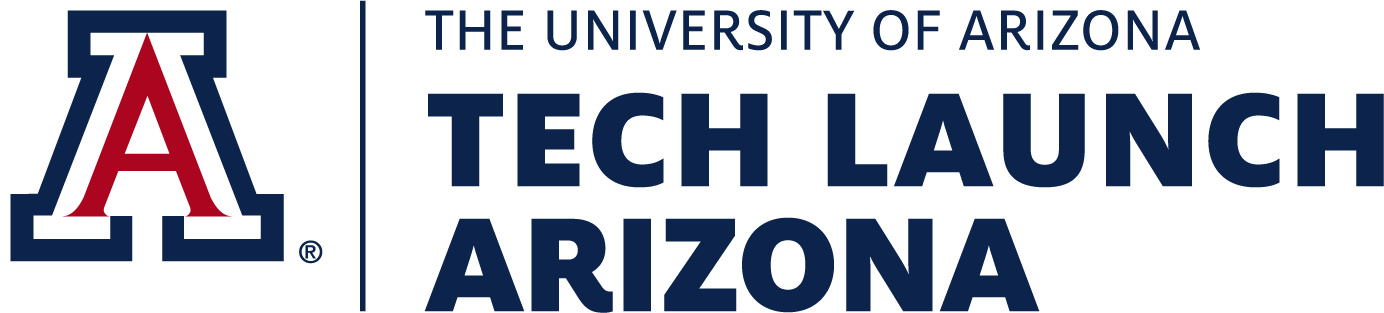 A
®
THE UNIVERSITY OF ARIZONA
TECH LAUNCH
ARIZONA